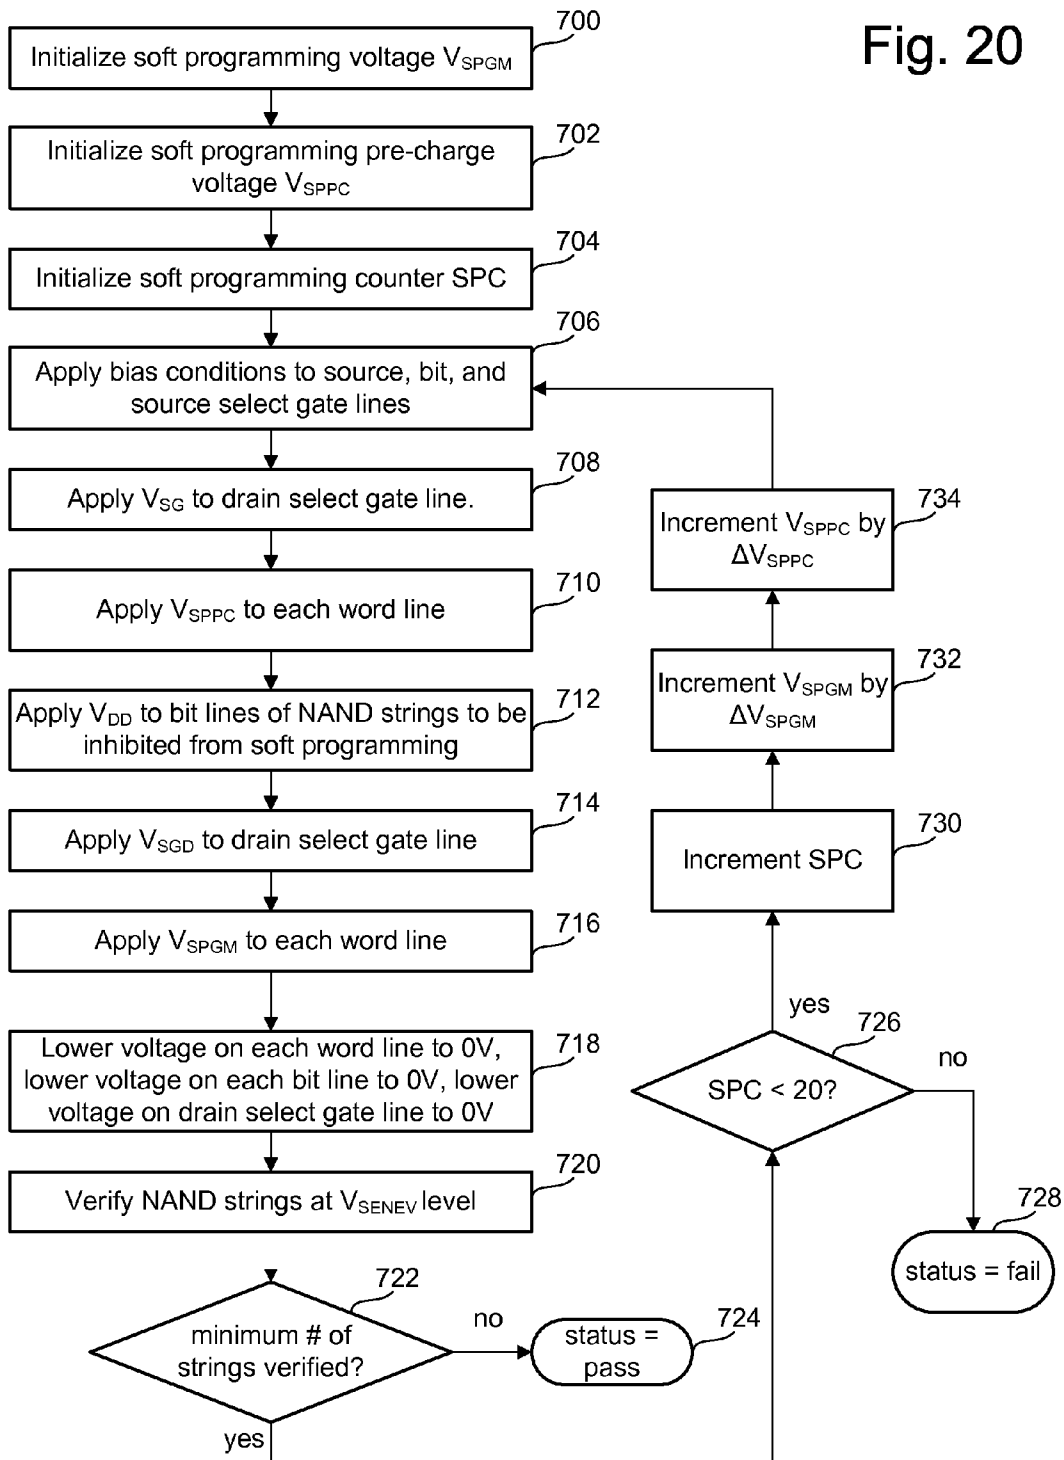 Fig. 20
700
Initialize soft programming voltage VSPGM
702
Initialize soft programming pre-charge
voltage VSPPC
704
Initialize soft programming counter SPC
706
Apply bias conditions to source, bit, and
source select gate lines
708
Apply VSG to drain select gate line.
710
Apply VSPPC to each word line
712
Apply VDD to bit lines of NAND strings to be
inhibited from soft programming
714
Apply VSGD to drain select gate line
716
Apply VSPGM to each word line
718
Lower voltage on each word line to 0V,
lower voltage on each bit line to 0V, lower
voltage on drain select gate line to 0V
720
Verify NAND strings at VSENEV level
722
minimum # of
strings verified?
no
yes
724
status =
pass
726
SPC < 20?
yes
no
728
status = fail
730
Increment SPC
732
Increment VSPGM by
ΔVSPGM
734
Increment VSPPC by
ΔVSPPC